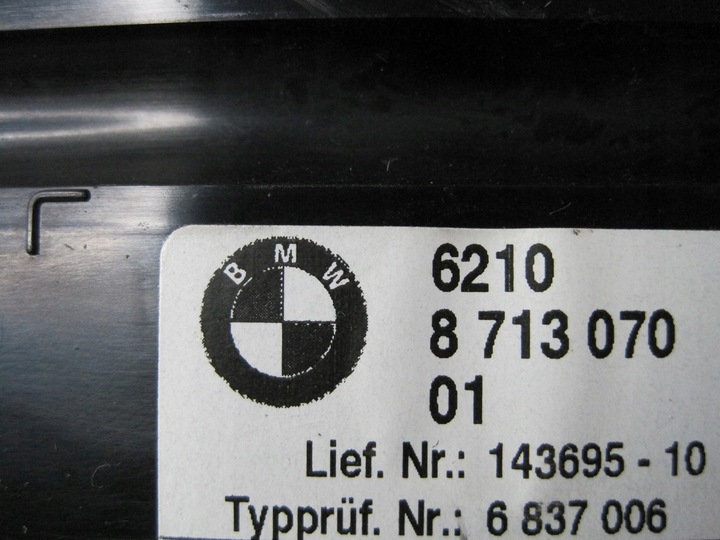 BMW
6210
8 713 070
01
Lief. Nr.: 143695 - 10
Typprüf. Nr.: 6 837 006